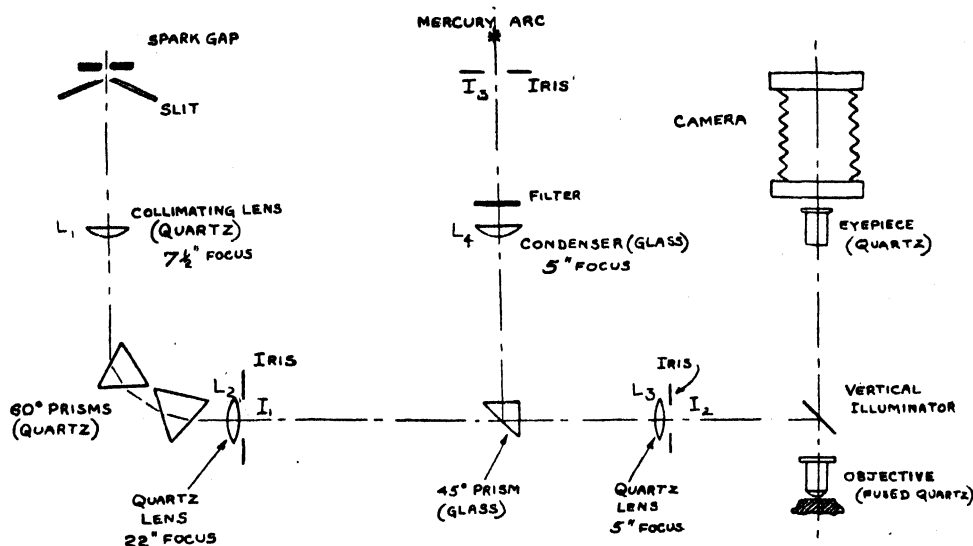 SPARK GAP
SLIT
L1
COLLIMATING LENS
(QUARTZ)
7½" FOCUS
60° PRISMS
(QUARTZ)
L2
IRIS
I1
QUARTZ
LENS
22" FOCUS
MERCURY ARC
I3
IRIS
FILTER
L4
CONDENSER (GLASS)
5" FOCUS
45° PRISM
(GLASS)
L3
IRIS
I2
QUARTZ
LENS
5" FOCUS
CAMERA
EYEPIECE
(QUARTZ)
VERTICAL
ILLUMINATOR
OBJECTIVE
(FUSED QUARTZ)